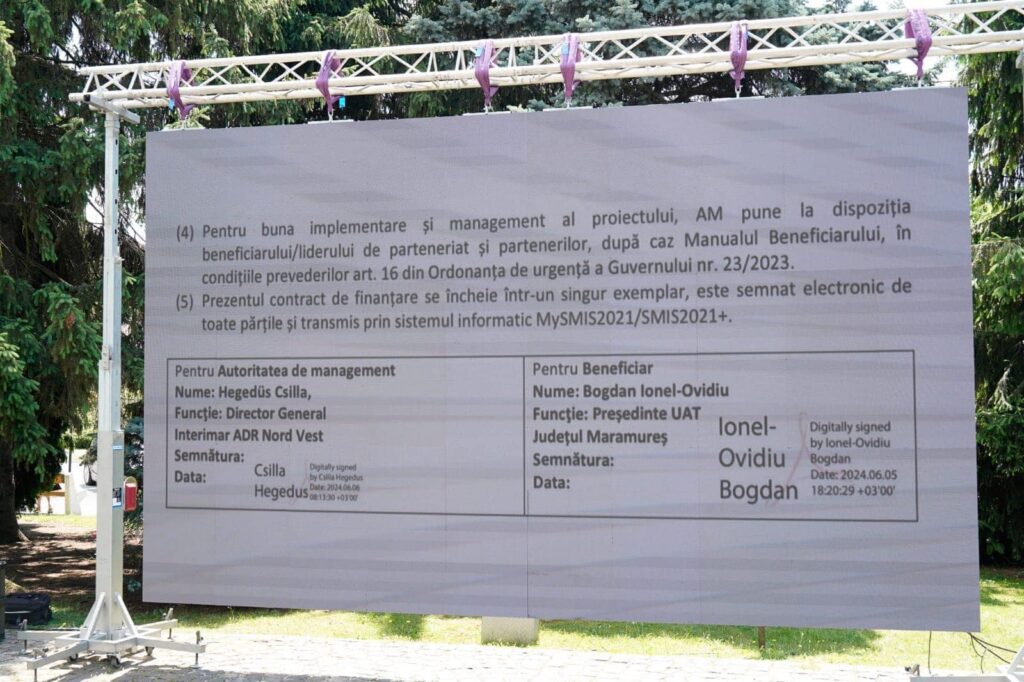 (4) Pentru buna implementare și management al proiectului, AM pune la dispoziția
beneficiarului/liderului de parteneriat și partenerilor, după caz Manualul Beneficiarului, în
condițiile prevederilor art. 16 din Ordonanța de urgență a Guvernului nr. 23/2023.
(5) Prezentul contract de finanțare se încheie într-un singur exemplar, este semnat electronic de
toate părțile și transmis prin sistemul informatic MySMIS2021/SMIS2021+.
Pentru Autoritatea de management
Nume: Hegedüs Csilla,
Funcție: Director General
Interimar ADR Nord Vest
Semnătura:
Data:
Csilla
Hegedus
Digitally signed
by Csilla Hegedus
Date: 2024.06.06
08:13:30 +03'00'
Pentru Beneficiar
Nume: Bogdan Ionel-Ovidiu
Funcție: Președinte UAT
Județul Maramureș
Semnătura:
Data:
Ionel-
Ovidiu
Bogdan
Digitally signed
by Ionel-Ovidiu
Bogdan
Date: 2024.06.05
18:20:29 +03'00'